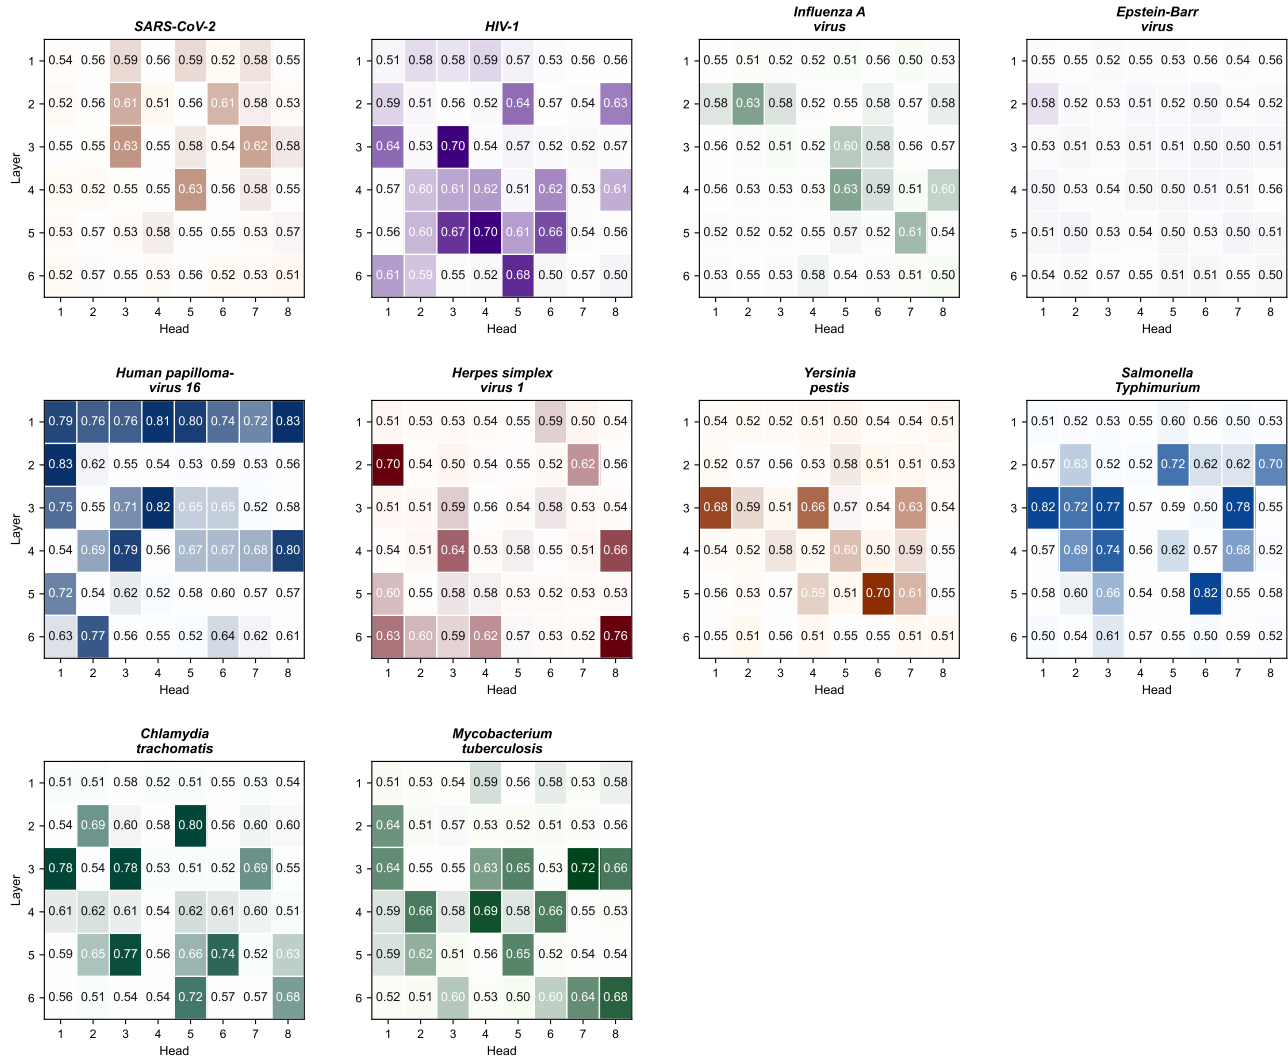 SARS-CoV-2
1 0.54 0.56 0.59 0.56 0.59 0.52 0.58 0.55
2 0.52 0.56 0.61 0.51 0.56 0.61 0.58 0.53
3 0.55 0.55 0.63 0.55 0.58 0.54 0.62 0.58
4 0.53 0.52 0.55 0.55 0.63 0.56 0.58 0.55
5 0.53 0.57 0.53 0.58 0.55 0.55 0.53 0.57
6 0.52 0.57 0.55 0.53 0.56 0.52 0.53 0.51
1 2 3 4 5 6 7 8
Head
Layer
HIV-1
1 0.51 0.58 0.58 0.59 0.57 0.53 0.56 0.56
2 0.59 0.51 0.56 0.52 0.64 0.57 0.54 0.63
3 0.64 0.53 0.70 0.54 0.57 0.52 0.52 0.57
4 0.57 0.60 0.61 0.62 0.51 0.62 0.53 0.61
5 0.56 0.60 0.67 0.70 0.61 0.66 0.54 0.56
6 0.61 0.59 0.55 0.52 0.68 0.50 0.57 0.50
1 2 3 4 5 6 7 8
Head
Influenza A
virus
1 0.55 0.51 0.52 0.52 0.51 0.56 0.50 0.53
2 0.58 0.63 0.58 0.52 0.55 0.58 0.57 0.58
3 0.56 0.52 0.51 0.52 0.60 0.58 0.56 0.57
4 0.56 0.53 0.53 0.53 0.63 0.59 0.51 0.60
5 0.52 0.52 0.52 0.55 0.57 0.52 0.61 0.54
6 0.53 0.55 0.53 0.58 0.54 0.53 0.51 0.50
1 2 3 4 5 6 7 8
Head
Epstein-Barr
virus
1 0.55 0.55 0.52 0.55 0.53 0.56 0.54 0.56
2 0.58 0.52 0.53 0.51 0.52 0.50 0.54 0.52
3 0.53 0.51 0.53 0.51 0.51 0.50 0.50 0.51
4 0.50 0.53 0.54 0.50 0.50 0.51 0.51 0.56
5 0.51 0.50 0.53 0.54 0.50 0.53 0.50 0.51
6 0.54 0.52 0.57 0.55 0.51 0.51 0.55 0.50
1 2 3 4 5 6 7 8
Head
Human papilloma-
virus 16
1 0.79 0.76 0.76 0.81 0.80 0.74 0.72 0.83
2 0.83 0.62 0.55 0.54 0.53 0.59 0.53 0.56
3 0.75 0.55 0.71 0.82 0.65 0.65 0.52 0.58
4 0.54 0.69 0.79 0.56 0.67 0.67 0.68 0.80
5 0.72 0.54 0.62 0.52 0.58 0.60 0.57 0.57
6 0.63 0.77 0.56 0.55 0.52 0.64 0.62 0.61
1 2 3 4 5 6 7 8
Head
Layer
Herpes simplex
virus 1
1 0.51 0.53 0.53 0.54 0.55 0.59 0.50 0.54
2 0.70 0.54 0.50 0.54 0.55 0.52 0.62 0.56
3 0.51 0.51 0.59 0.56 0.54 0.58 0.53 0.54
4 0.54 0.51 0.64 0.53 0.58 0.55 0.51 0.66
5 0.60 0.55 0.58 0.58 0.53 0.52 0.53 0.53
6 0.63 0.60 0.59 0.62 0.57 0.53 0.52 0.76
1 2 3 4 5 6 7 8
Head
Yersinia
pestis
1 0.54 0.52 0.52 0.51 0.50 0.54 0.54 0.51
2 0.52 0.57 0.56 0.53 0.58 0.51 0.51 0.53
3 0.68 0.59 0.51 0.66 0.57 0.54 0.63 0.54
4 0.54 0.52 0.58 0.52 0.60 0.50 0.59 0.55
5 0.56 0.53 0.57 0.59 0.51 0.70 0.61 0.55
6 0.55 0.51 0.56 0.55 0.55 0.55 0.51 0.51
1 2 3 4 5 6 7 8
Head
Salmonella
Typhimurium
1 0.51 0.52 0.53 0.55 0.60 0.56 0.50 0.53
2 0.57 0.63 0.52 0.52 0.72 0.62 0.62 0.70
3 0.82 0.72 0.77 0.57 0.59 0.50 0.78 0.55
4 0.57 0.69 0.74 0.56 0.62 0.57 0.68 0.57
5 0.58 0.60 0.66 0.54 0.58 0.82 0.55 0.58
6 0.50 0.54 0.61 0.57 0.55 0.50 0.59 0.52
1 2 3 4 5 6 7 8
Head
Chlamydia
trachomatis
1 0.51 0.51 0.58 0.52 0.51 0.55 0.53 0.54
2 0.54 0.69 0.60 0.58 0.80 0.56 0.60 0.60
3 0.78 0.54 0.78 0.53 0.51 0.52 0.69 0.55
4 0.61 0.62 0.61 0.54 0.62 0.61 0.60 0.51
5 0.59 0.65 0.77 0.56 0.66 0.74 0.52 0.63
6 0.56 0.51 0.54 0.54 0.72 0.57 0.57 0.68
1 2 3 4 5 6 7 8
Head
Layer
Mycobacterium
tuberculosis
1 0.51 0.53 0.54 0.59 0.56 0.58 0.53 0.58
2 0.64 0.51 0.57 0.53 0.52 0.51 0.53 0.56
3 0.64 0.55 0.55 0.63 0.65 0.53 0.72 0.66
4 0.59 0.66 0.58 0.69 0.58 0.66 0.55 0.53
5 0.59 0.62 0.51 0.56 0.65 0.52 0.54 0.54
6 0.52 0.51 0.60 0.53 0.50 0.60 0.64 0.68
1 2 3 4 5 6 7 8
Head